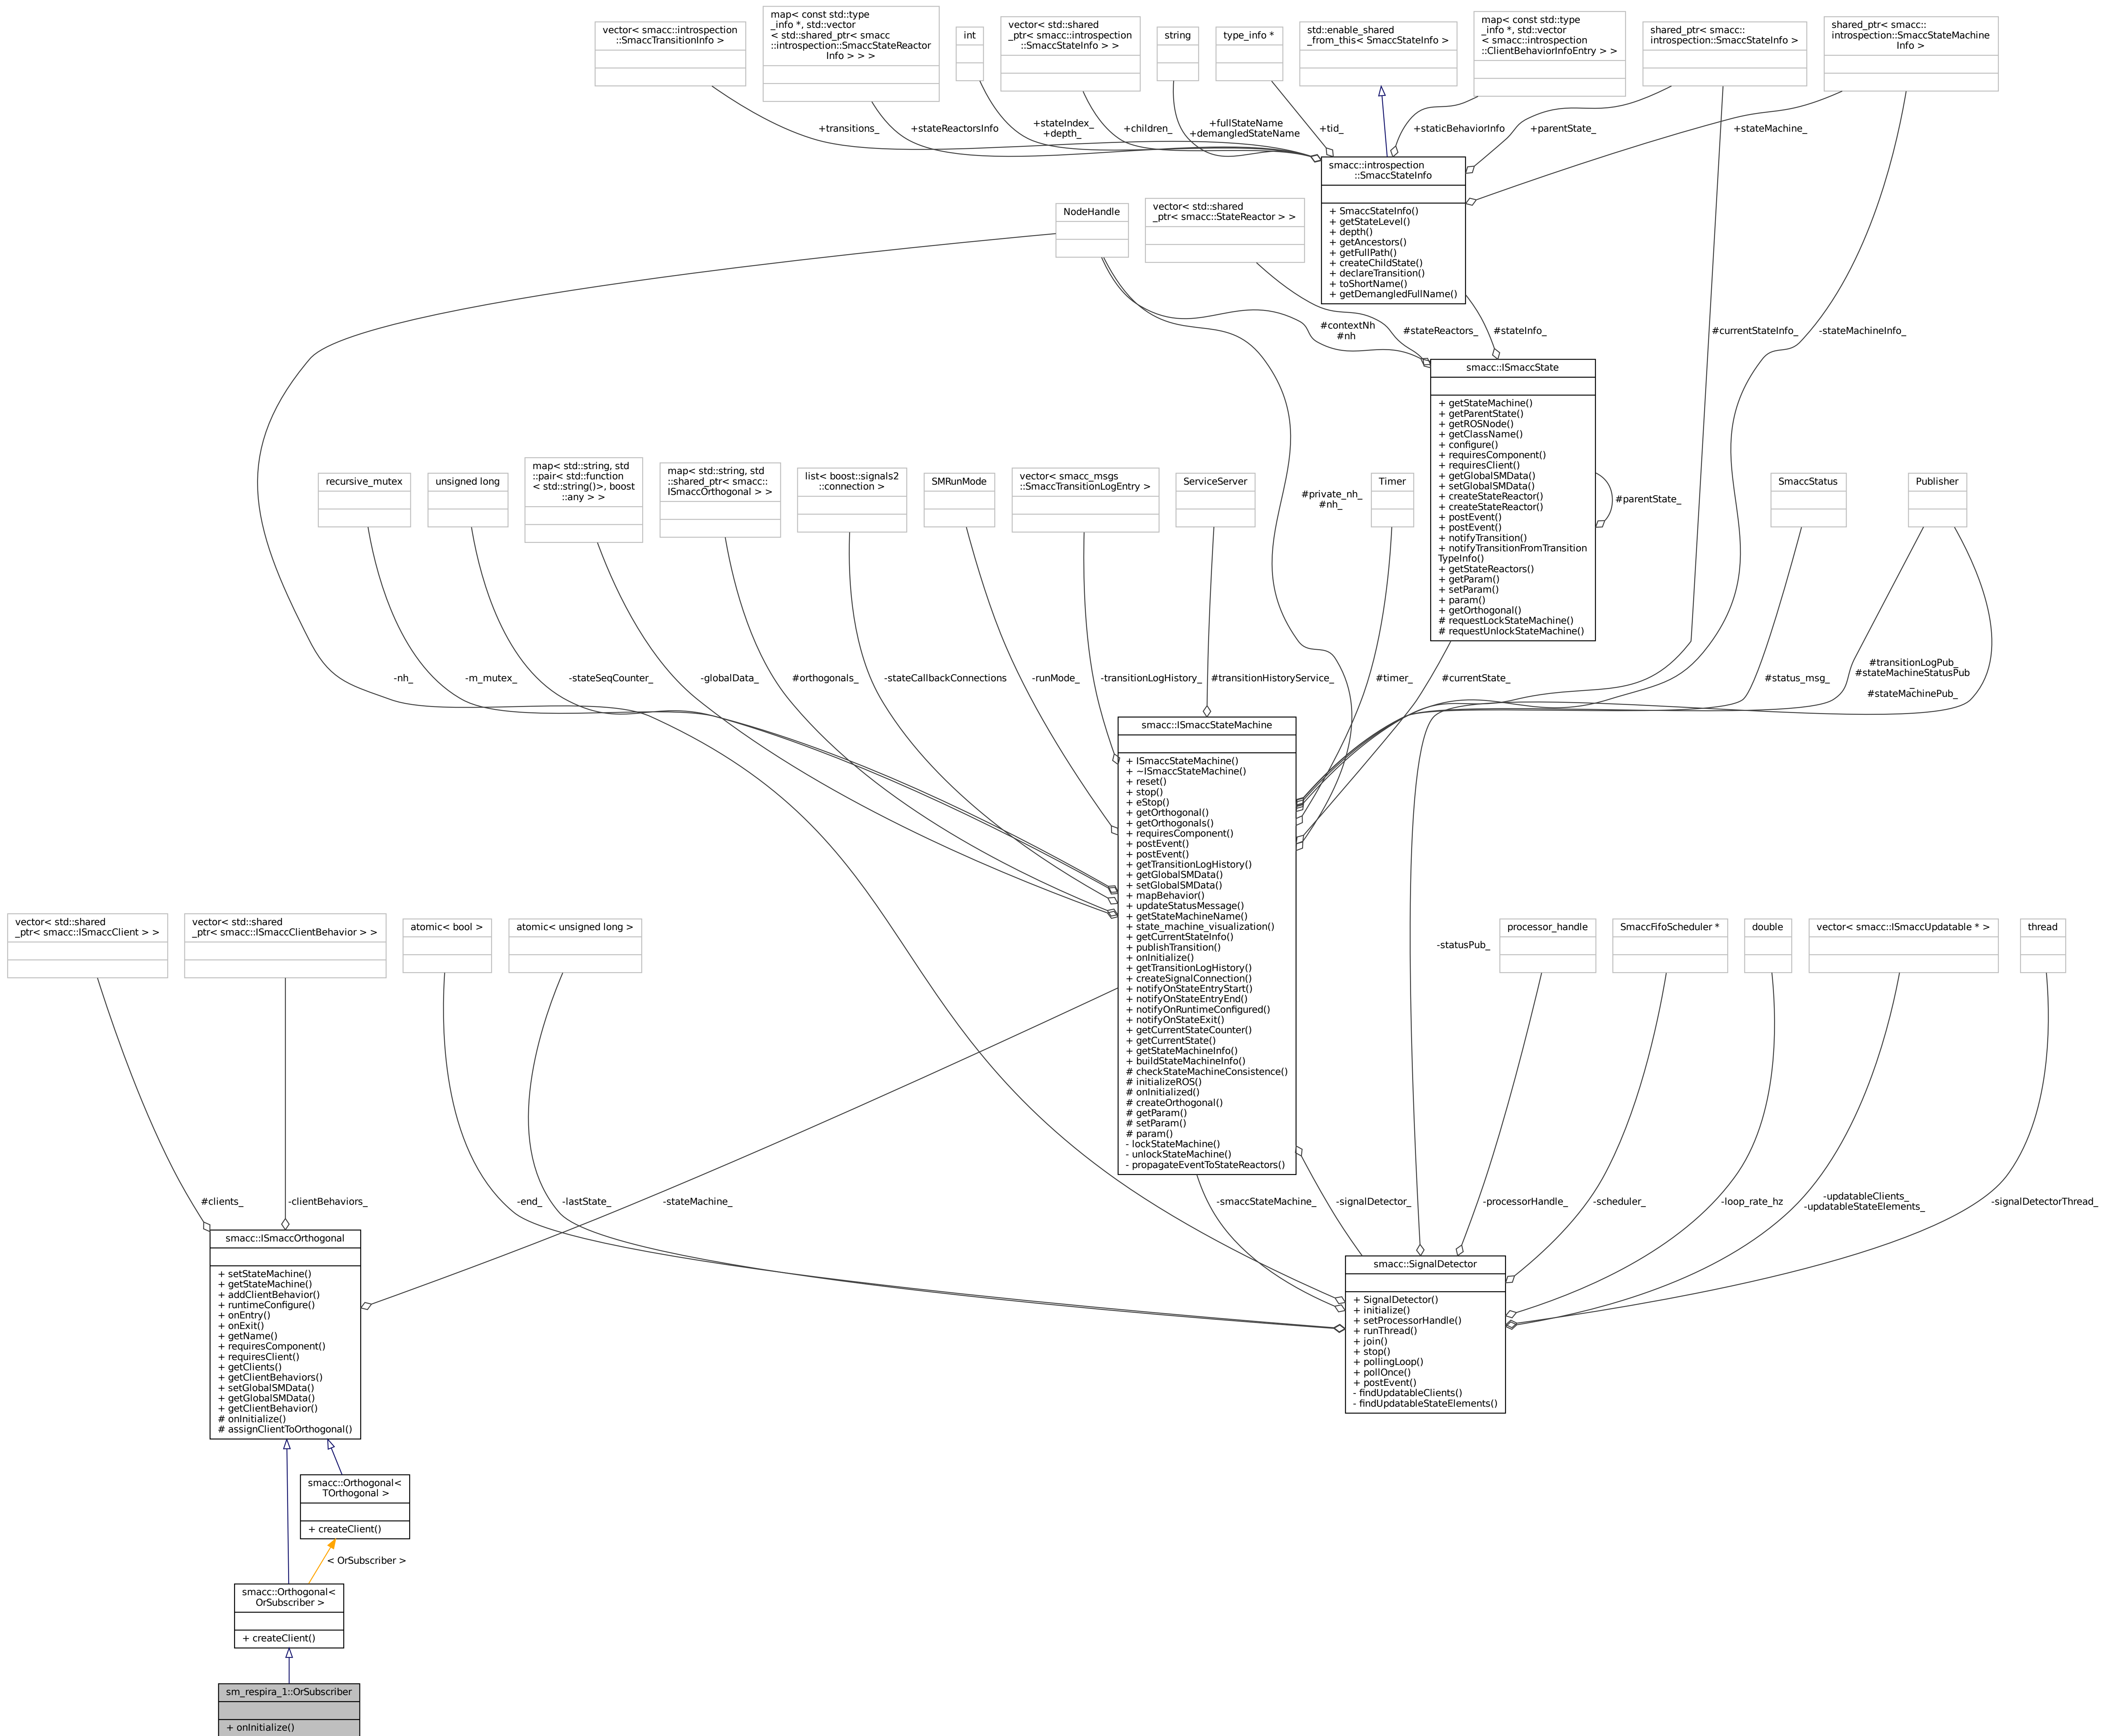 vector< smacc::introspection
::SmaccTransitionInfo >
map< const std::type
_info *, std::vector
< std::shared_ptr< smacc
::introspection::SmaccStateReactor
Info > > >
int
vector< std::shared
_ptr< smacc::introspection
::SmaccStateInfo > >
string
type_info *
std::enable_shared
_from_this< SmaccStateInfo >
map< const std::type
_info *, std::vector
< smacc::introspection
::ClientBehaviorInfoEntry > >
shared_ptr< smacc::
introspection::SmaccStateInfo >
shared_ptr< smacc::
introspection::SmaccStateMachine
Info >
+transitions_
+stateReactorsInfo
+stateIndex_
+depth_
+children_
+fullStateName
+demangledStateName
+tid_
+staticBehaviorInfo
+parentState_
+stateMachine_
smacc::introspection
::SmaccStateInfo
+ SmaccStateInfo()
+ getStateLevel()
+ depth()
+ getAncestors()
+ getFullPath()
+ createChildState()
+ declareTransition()
+ toShortName()
+ getDemangledFullName()
NodeHandle
vector< std::shared
_ptr< smacc::StateReactor > >
#contextNh
#nh
#stateReactors_
#stateInfo_
#currentStateInfo_
-stateMachineInfo_
smacc::ISmaccState
+ getStateMachine()
+ getParentState()
+ getROSNode()
+ getClassName()
+ configure()
+ requiresComponent()
+ requiresClient()
+ getGlobalSMData()
+ setGlobalSMData()
+ createStateReactor()
+ createStateReactor()
+ postEvent()
+ postEvent()
+ notifyTransition()
+ notifyTransitionFromTransition
TypeInfo()
+ getStateReactors()
+ getParam()
+ setParam()
+ param()
+ getOrthogonal()
# requestLockStateMachine()
# requestUnlockStateMachine()
#parentState_
recursive_mutex
unsigned long
map< std::string, std
::pair< std::function
< std::string()>, boost
::any > >
map< std::string, std
::shared_ptr< smacc::
ISmaccOrthogonal > >
list< boost::signals2
::connection >
SMRunMode
vector< smacc_msgs
::SmaccTransitionLogEntry >
ServiceServer
#private_nh_
#nh_
Timer
SmaccStatus
Publisher
-nh_
-m_mutex_
-stateSeqCounter_
-globalData_
#orthogonals_
-stateCallbackConnections
-runMode_
-transitionLogHistory_
#transitionHistoryService_
#timer_
#currentState_
#status_msg_
#transitionLogPub_
#stateMachineStatusPub
_
#stateMachinePub_
smacc::ISmaccStateMachine
+ ISmaccStateMachine()
+ ~ISmaccStateMachine()
+ reset()
+ stop()
+ eStop()
+ getOrthogonal()
+ getOrthogonals()
+ requiresComponent()
+ postEvent()
+ postEvent()
+ getTransitionLogHistory()
+ getGlobalSMData()
+ setGlobalSMData()
+ mapBehavior()
+ updateStatusMessage()
+ getStateMachineName()
+ state_machine_visualization()
+ getCurrentStateInfo()
+ publishTransition()
+ onInitialize()
+ getTransitionLogHistory()
+ createSignalConnection()
+ notifyOnStateEntryStart()
+ notifyOnStateEntryEnd()
+ notifyOnRuntimeConfigured()
+ notifyOnStateExit()
+ getCurrentStateCounter()
+ getCurrentState()
+ getStateMachineInfo()
+ buildStateMachineInfo()
# checkStateMachineConsistence()
# initializeROS()
# onInitialized()
# createOrthogonal()
# getParam()
# setParam()
# param()
- lockStateMachine()
- unlockStateMachine()
- propagateEventToStateReactors()
vector< std::shared
_ptr< smacc::ISmaccClient > >
vector< std::shared
_ptr< smacc::ISmaccClientBehavior > >
atomic< bool >
atomic< unsigned long >
-statusPub_
processor_handle
SmaccFifoScheduler *
double
vector< smacc::ISmaccUpdatable * >
thread
#clients_
-clientBehaviors_
-end_
-lastState_
-stateMachine_
-smaccStateMachine_
-signalDetector_
-processorHandle_
-scheduler_
-loop_rate_hz
-updatableClients_
-updatableStateElements_
-signalDetectorThread_
smacc::ISmaccOrthogonal
+ setStateMachine()
+ getStateMachine()
+ addClientBehavior()
+ runtimeConfigure()
+ onEntry()
+ onExit()
+ getName()
+ requiresComponent()
+ requiresClient()
+ getClients()
+ getClientBehaviors()
+ setGlobalSMData()
+ getGlobalSMData()
+ getClientBehavior()
# onInitialize()
# assignClientToOrthogonal()
smacc::SignalDetector
+ SignalDetector()
+ initialize()
+ setProcessorHandle()
+ runThread()
+ join()
+ stop()
+ pollingLoop()
+ pollOnce()
+ postEvent()
- findUpdatableClients()
- findUpdatableStateElements()
smacc::Orthogonal<
TOrthogonal >
+ createClient()
< OrSubscriber >
smacc::Orthogonal<
OrSubscriber >
+ createClient()
sm_respira_1::OrSubscriber
+ onInitialize()